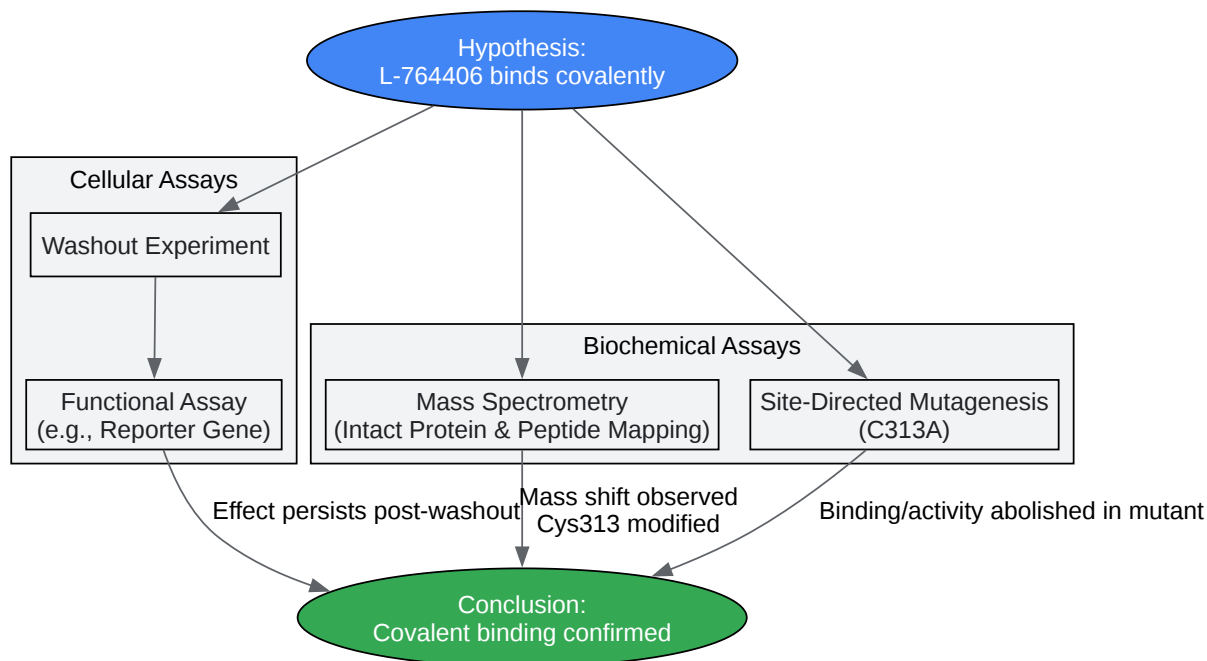 Hypothesis:
L-764406 binds covalently
Cellular Assays
Washout Experiment
Biochemical Assays
Functional Assay
(e.g., Reporter Gene)
Mass Spectrometry
(Intact Protein & Peptide Mapping)
Site-Directed Mutagenesis
(C313A)
Effect persists post-washout
Mass shift observed
Cys313 modified
Binding/activity abolished in mutant
Conclusion:
Covalent binding confirmed